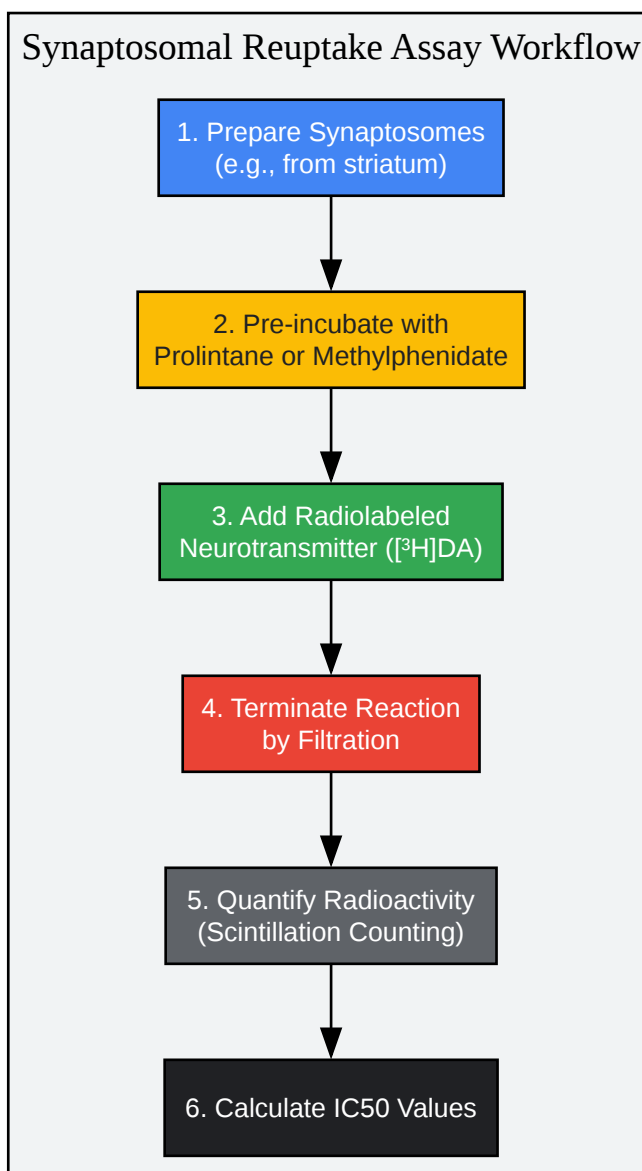 Synaptosomal Reuptake Assay Workflow
1. Prepare Synaptosomes
(e.g., from striatum)
2. Pre-incubate with
Prolintane or Methylphenidate
3. Add Radiolabeled
Neurotransmitter ([³H]DA)
4. Terminate Reaction
by Filtration
5. Quantify Radioactivity
(Scintillation Counting)
6. Calculate IC50 Values